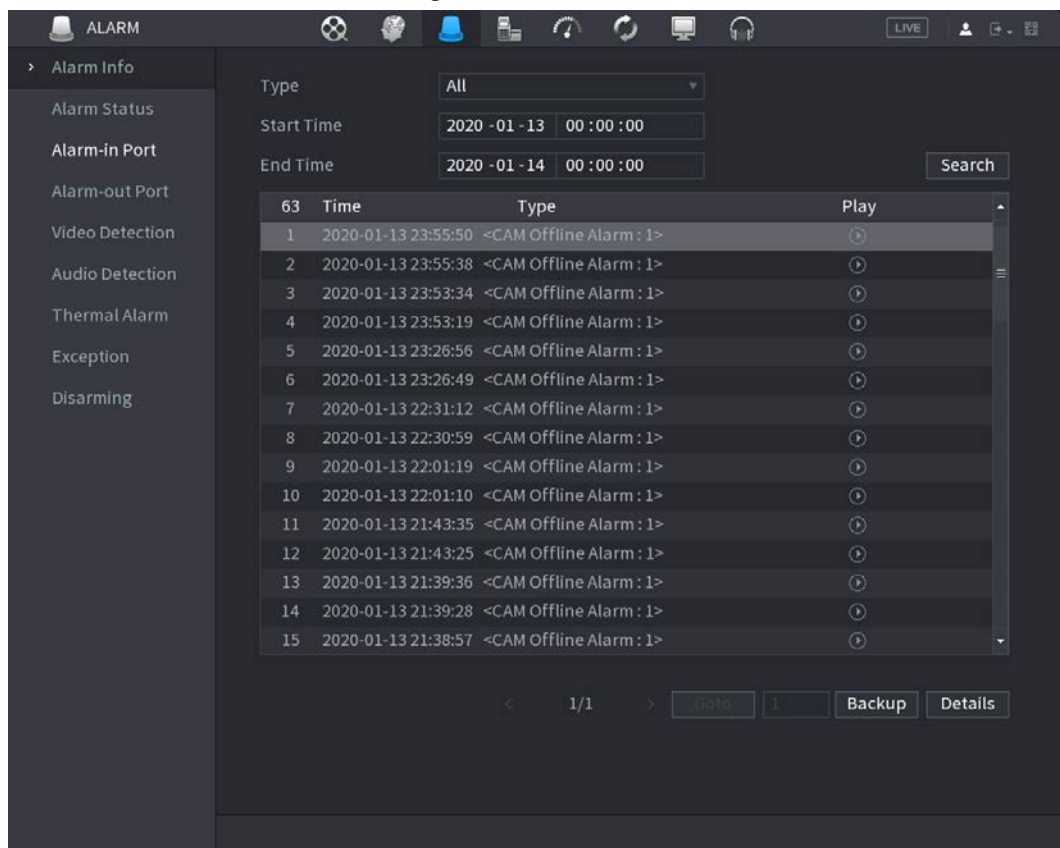 ALARM
LIVE
Alarm Info
Alarm Status
Alarm-in Port
Alarm-out Port
Video Detection
Audio Detection
Thermal Alarm
Exception
Disarming
Type All
Start Time 2020 -01 -13 00 : 00 : 00
End Time 2020 -01 -14 00 : 00 : 00
Search
63 Time Type Play
1 2020-01-13 23:55:50 <CAM Offline Alarm : 1>
2 2020-01-13 23:55:38 <CAM Offline Alarm : 1>
3 2020-01-13 23:53:34 <CAM Offline Alarm : 1>
4 2020-01-13 23:53:19 <CAM Offline Alarm : 1>
5 2020-01-13 23:26:56 <CAM Offline Alarm : 1>
6 2020-01-13 23:26:49 <CAM Offline Alarm : 1>
7 2020-01-13 22:31:12 <CAM Offline Alarm : 1>
8 2020-01-13 22:30:59 <CAM Offline Alarm : 1>
9 2020-01-13 22:01:19 <CAM Offline Alarm : 1>
10 2020-01-13 22:01:10 <CAM Offline Alarm : 1>
11 2020-01-13 21:43:35 <CAM Offline Alarm : 1>
12 2020-01-13 21:43:25 <CAM Offline Alarm : 1>
13 2020-01-13 21:39:36 <CAM Offline Alarm : 1>
14 2020-01-13 21:39:28 <CAM Offline Alarm : 1>
15 2020-01-13 21:38:57 <CAM Offline Alarm : 1>
< 1/1 > Goto 1 Backup Details